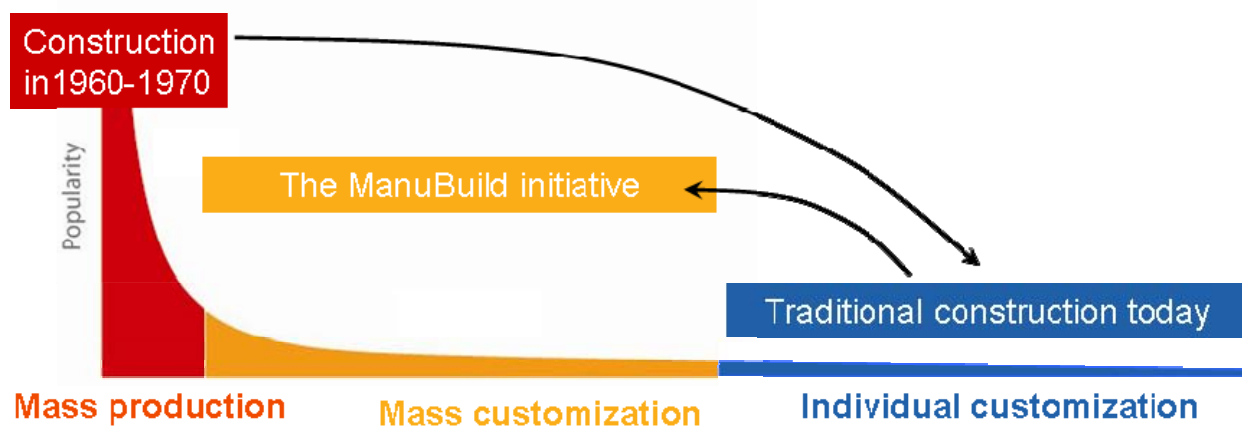 Construction
in1960-1970
Popularity
The ManuBuild initiative
Traditional construction today
Mass production
Mass customization
Individual customization